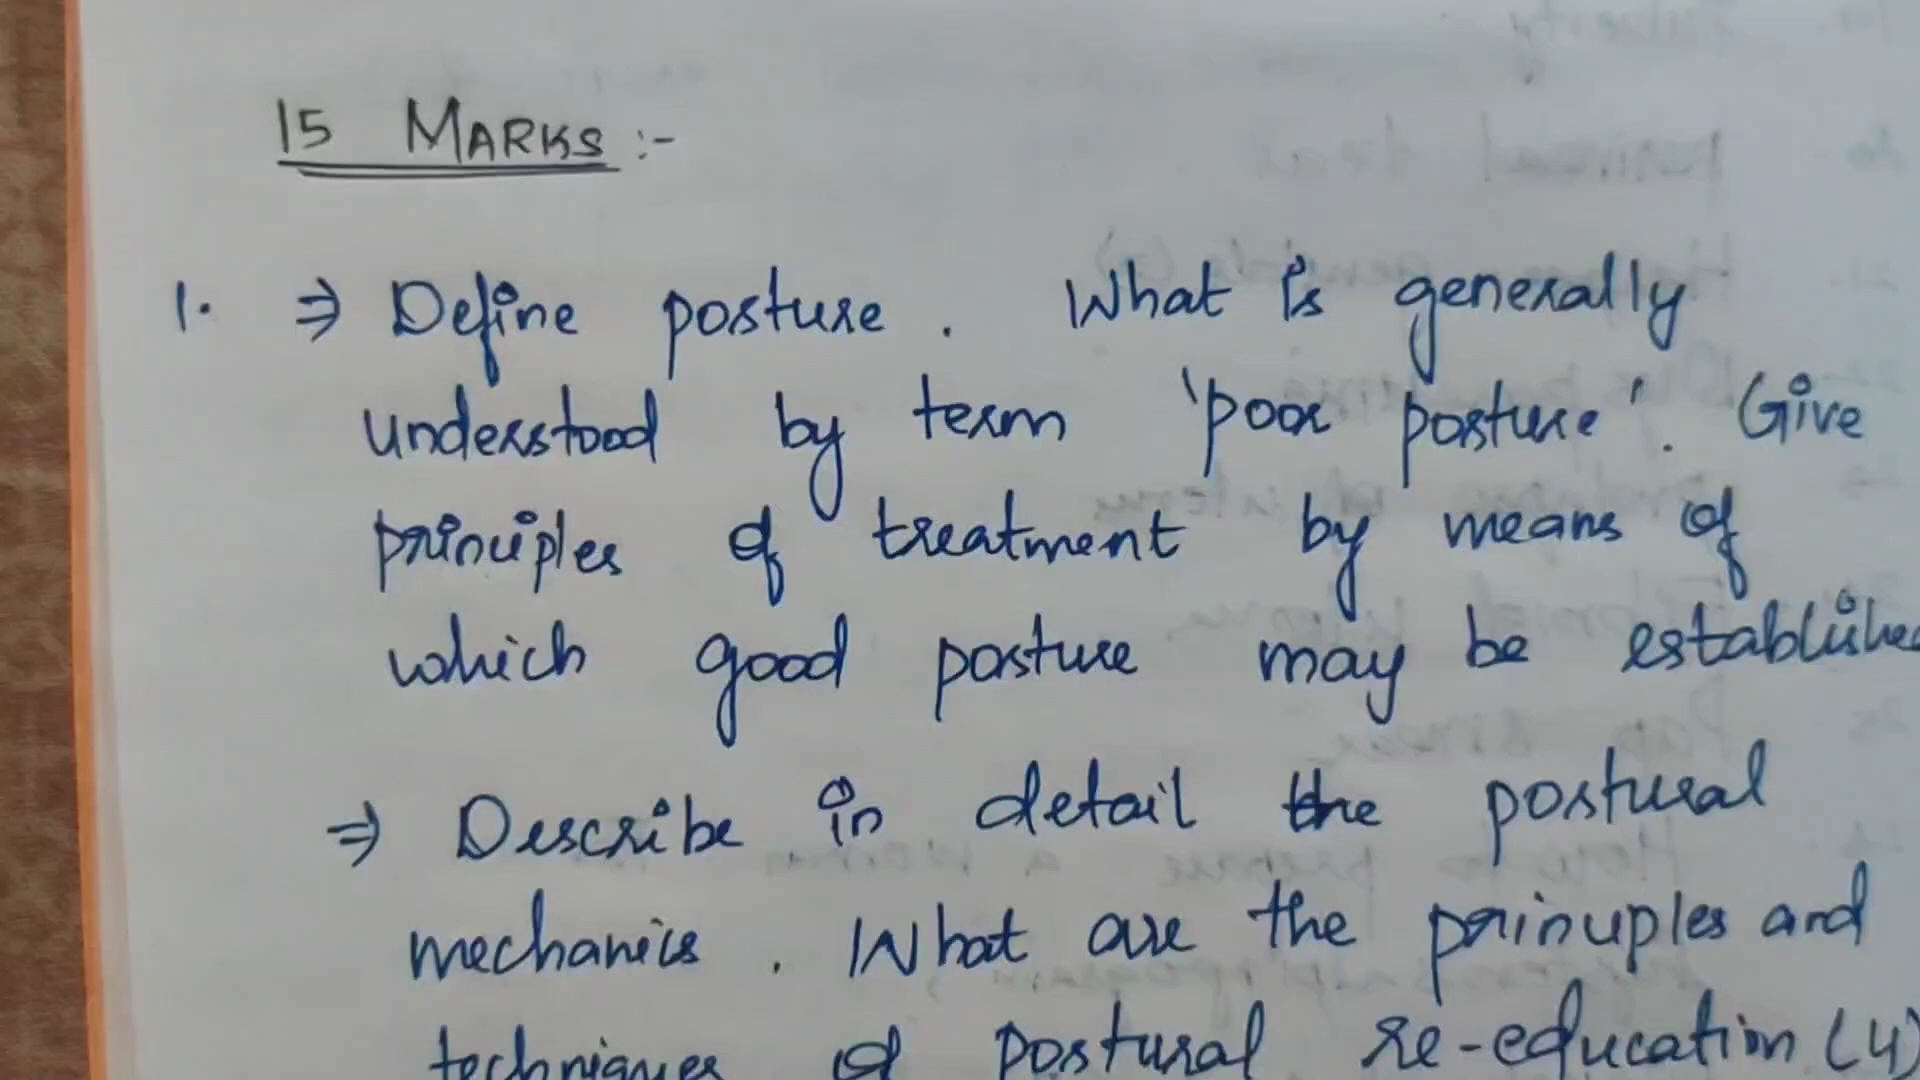 15 MARKS :-
1. ⇒ Define posture. What is generally
understood by term 'poor posture'. Give
principles of treatment by means of
which good posture may be established
⇒ Describe in detail the postural
mechanics. What are the principles and
techniques of postural re-education (4)